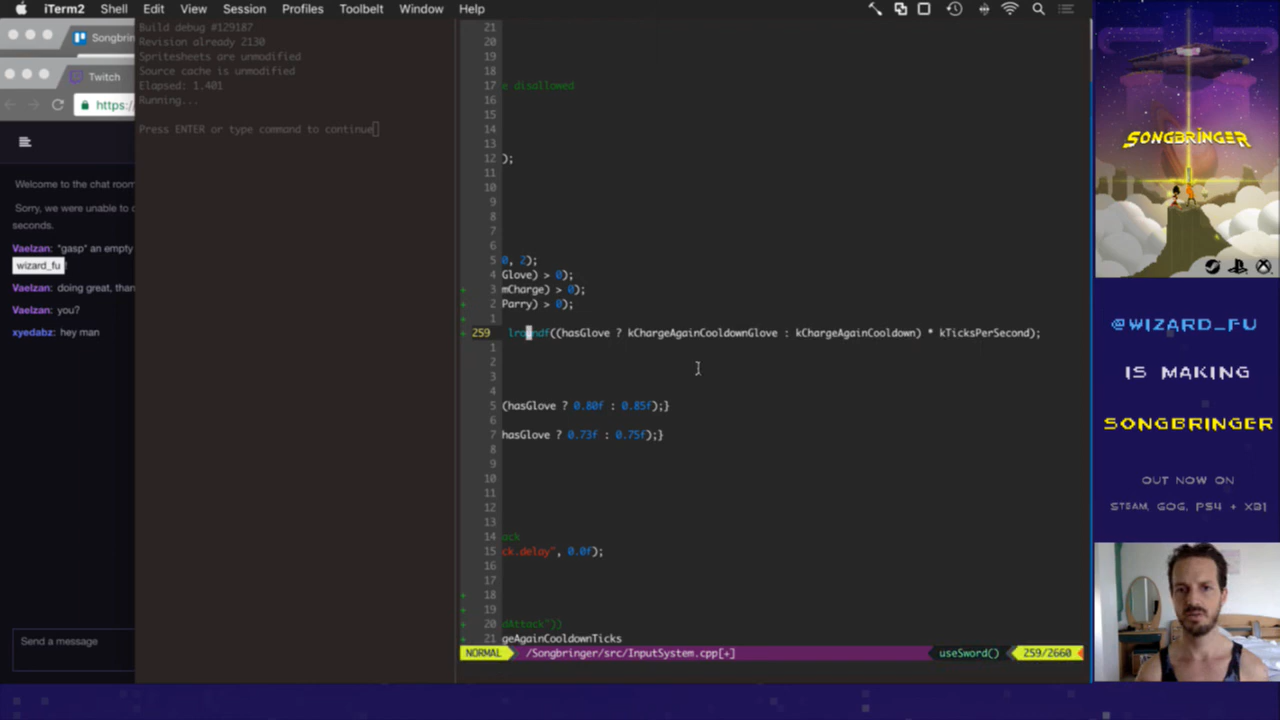 iTerm2 Shell Edit View Session Profiles Toolbelt Window Help
Songbrin
Twitch
https:/
Welcome to the chat room
Sorry, we were unable to c
seconds.
Vaelzan: *gasp* an empty
wizard_fu
Vaelzan: doing great, than
Vaelzan: you?
xyedabz: hey man
Send a message
Build debug #129187
Revision already 2130
Spritesheets are unmodified
Source cache is unmodified
Elapsed: 1.401
Running...
Press ENTER or type command to continue
21
20
19
18
17 e disallowed
16
15
14
13
12 );
11
10
9
8
7
6
5 0, 2);
4 Glove) > 0);
+ 3 mCharge) > 0);
+ 2 Parry) > 0);
+ 1
+ 259 lroundf((hasGlove ? kChargeAgainCooldownGlove : kChargeAgainCooldown) * kTicksPerSecond);
1
2
3
4
5 (hasGlove ? 0.80f : 0.85f);}
6
7 hasGlove ? 0.73f : 0.75f);}
8
9
10
11
12
13
14 ack
15 ck.delay", 0.0f);
16
17
+ 18
+ 19
+ 20 dAttack"))
+ 21 geAgainCooldownTicks
NORMAL /Songbringer/src/InputSystem.cpp[+] useSword() 259/2660
SONGBRINGER
@WIZARD_FU
IS MAKING
SONGBRINGER
OUT NOW ON
STEAM, GOG, PS4 + XB1